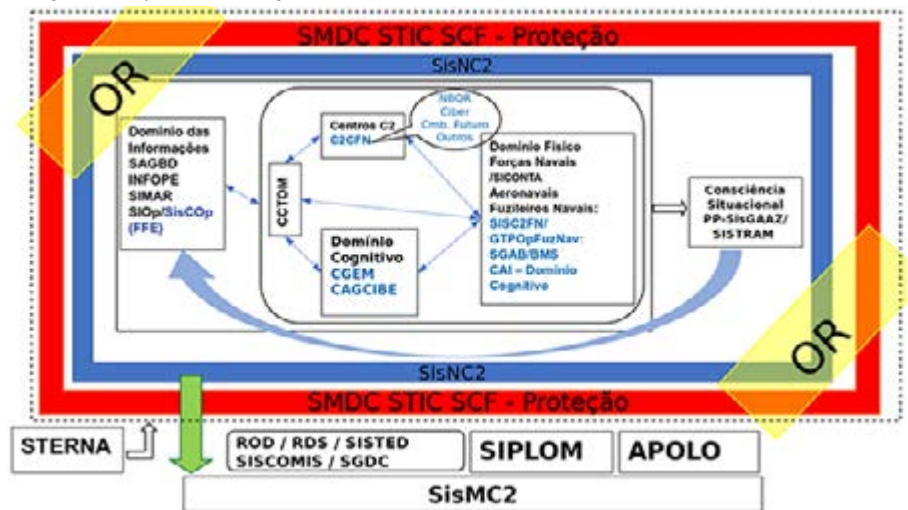 SMDC STIC SCF - Proteção
SisNC2
OR
Domínio das
Informações
SAGBD
INFOPE
SIMAR
SIOp/SisCOp
(FFE)
CCTOM
Centros C2
C2CFN
NBQR
Ciber
Cmb. Futuro
Outros
Domínio
Cognitivo
CGEM
CAGCIBE
Domínio Físico
Forças Navais
/SICONTA
Aeronavais
Fuzileiros Navais:
SISC2FN/
GTPOpFuzNav:
SGAB/BMS
CAI – Domínio
Cognitivo
Consciência
Situacional
PP-SisGAAZ/
SISTRAM
OR
SisNC2
SMDC STIC SCF - Proteção
STERNA
ROD / RDS / SISTED
SISCOMIS / SGDC
SIPLOM
APOLO
SisMC2